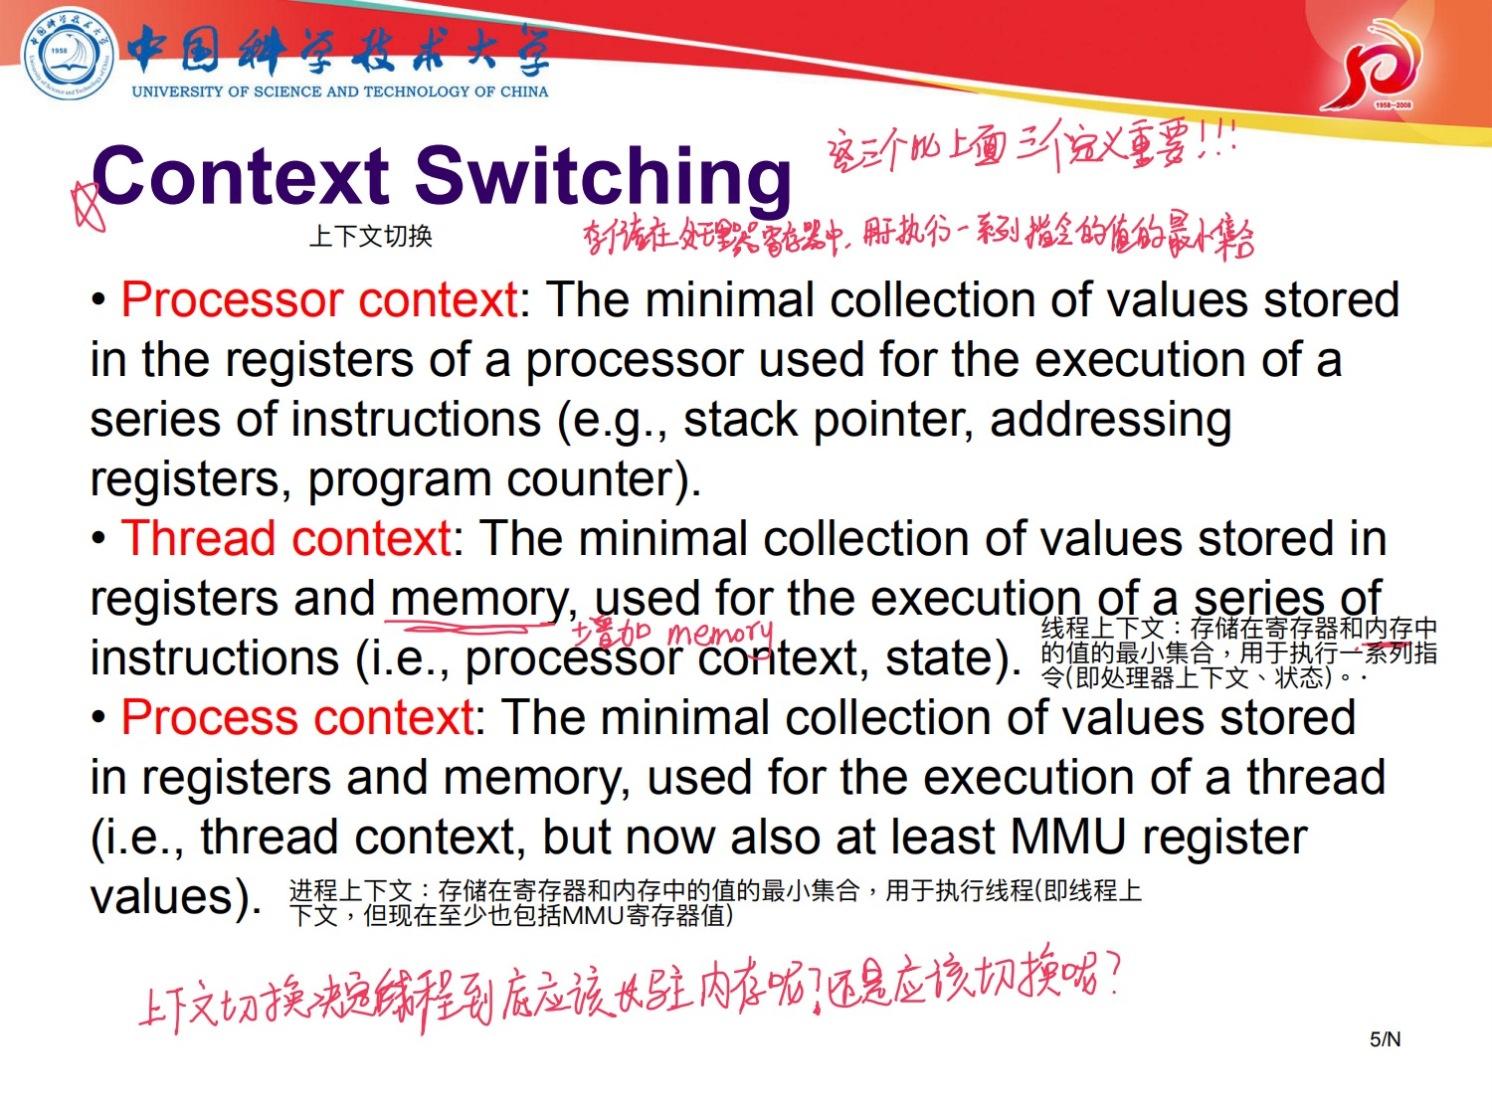 中国科学技术大学
UNIVERSITY OF SCIENCE AND TECHNOLOGY OF CHINA
1958
1958-2008
Context Switching
这三个比上面三个定义重要!!!
上下文切换
存储在处理器寄存器中，用于执行一系列指令的值的最小集合
• Processor context: The minimal collection of values stored
in the registers of a processor used for the execution of a
series of instructions (e.g., stack pointer, addressing
registers, program counter).
• Thread context: The minimal collection of values stored in
registers and memory, used for the execution of a series of
增加 memory
instructions (i.e., processor context, state).
线程上下文：存储在寄存器和内存中
的值的最小集合，用于执行一系列指
令(即处理器上下文、状态)。.
• Process context: The minimal collection of values stored
in registers and memory, used for the execution of a thread
(i.e., thread context, but now also at least MMU register
values).
进程上下文：存储在寄存器和内存中的值的最小集合，用于执行线程(即线程上
下文，但现在至少也包括MMU寄存器值)
上下文切换决定线程到底应该长驻内存呢?还是应该切换呢?
5/N